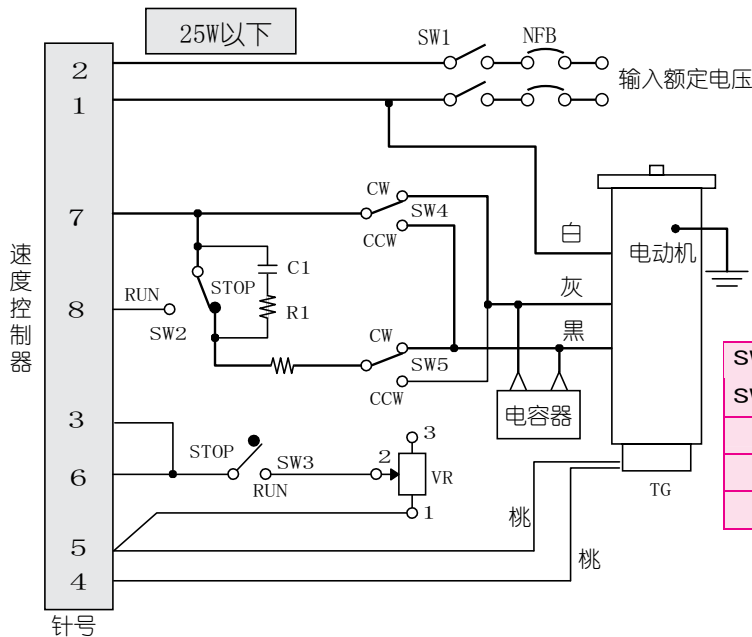 25W以下
SW1
NFB
2
输入额定电压
1
7
CW
SW4
CCW
白
电动机
速度控制器
C1
STOP
灰
RUN
8
R1
SW2
黑
CW
SW5
CCW
SW
SW
电容器
3
STOP
3
6
SW3
2
RUN
VR
TG
1
桃
5
桃
4
针号